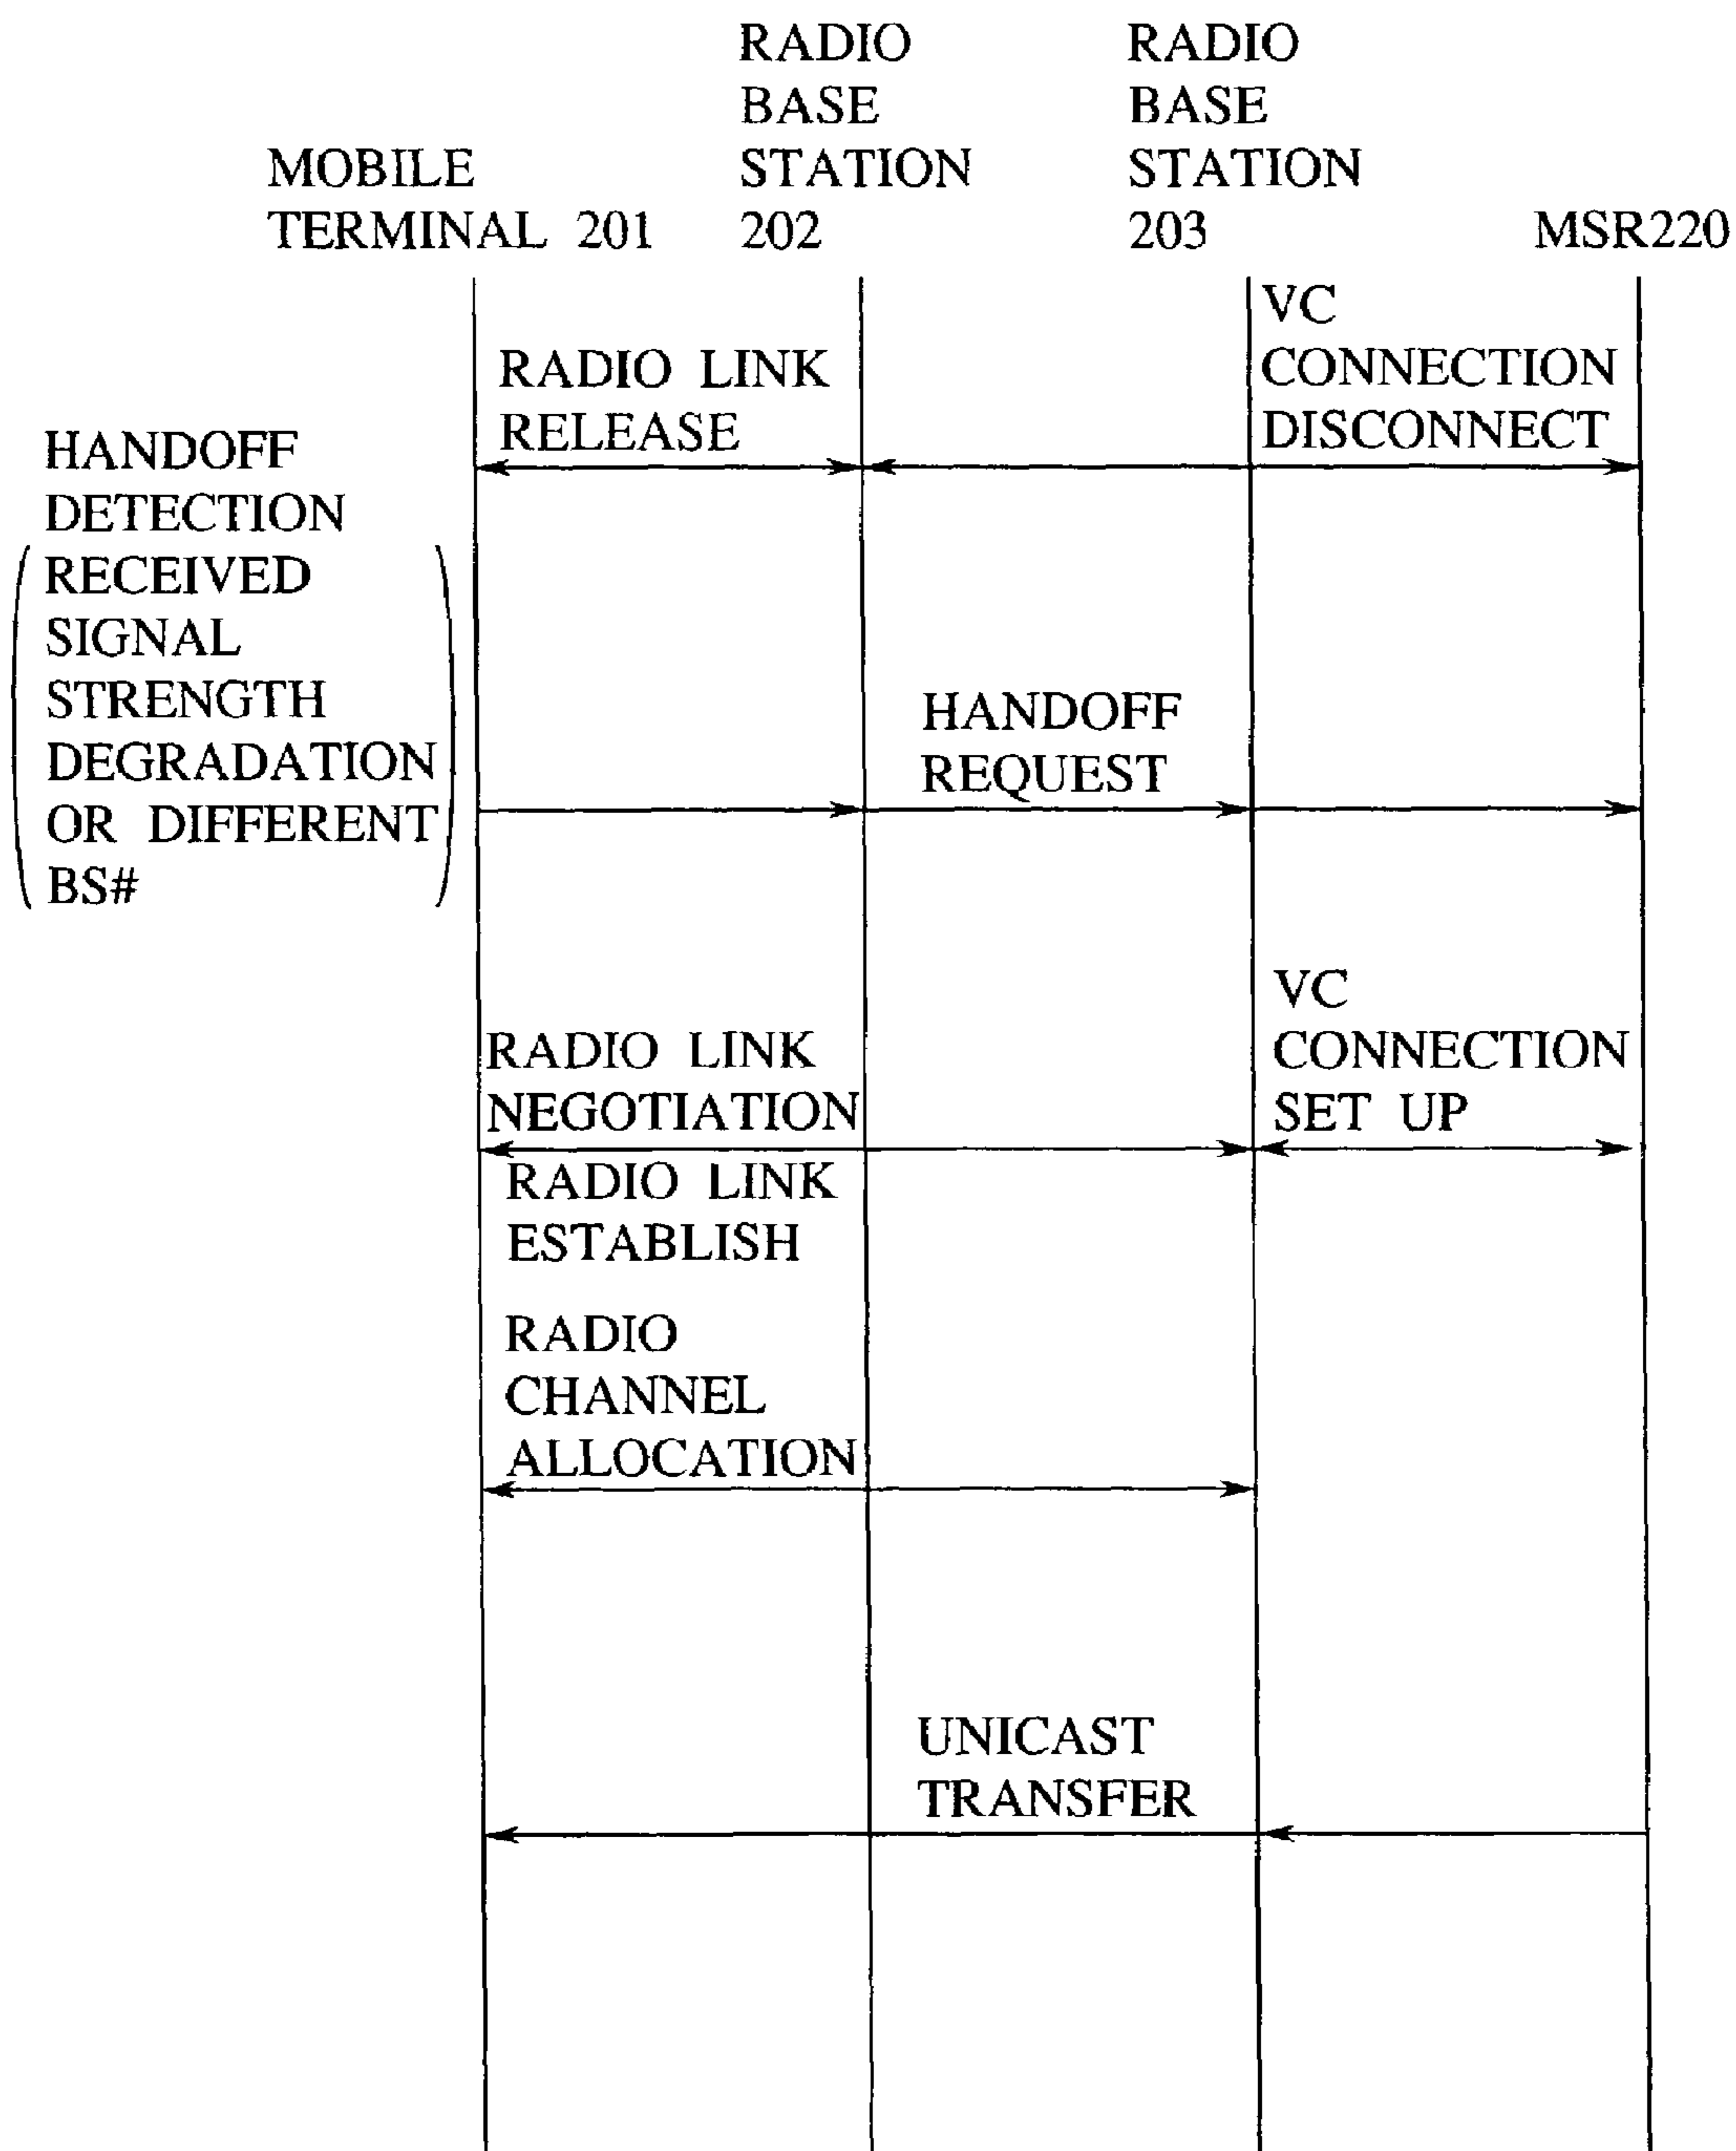 RADIO
BASE
STATION
202
RADIO
BASE
STATION
203
MOBILE
TERMINAL 201
MSR220
VC
CONNECTION
DISCONNECT
RADIO LINK
RELEASE
HANDOFF
DETECTION
RECEIVED
SIGNAL
STRENGTH
DEGRADATION
OR DIFFERENT
BS#
HANDOFF
REQUEST
VC
CONNECTION
SET UP
RADIO LINK
NEGOTIATION
RADIO LINK
ESTABLISH
RADIO
CHANNEL
ALLOCATION
UNICAST
TRANSFER